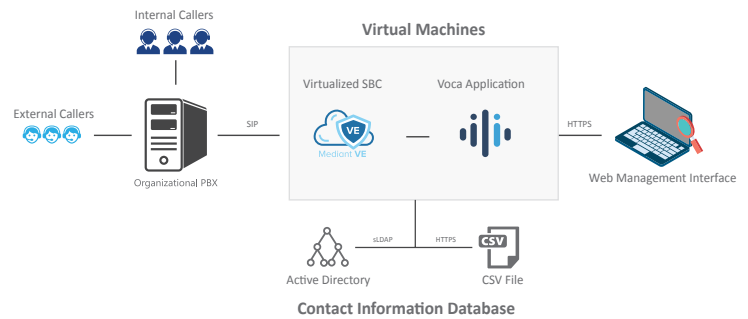 Internal Callers
Virtual Machines
Virtualized SBC
Voca Application
External Callers
SIP
VE
HTTPS
Mediant VE
Organizational PBX
Web Management Interface
sLDAP
HTTPS
CSV
Active Directory
CSV File
Contact Information Database